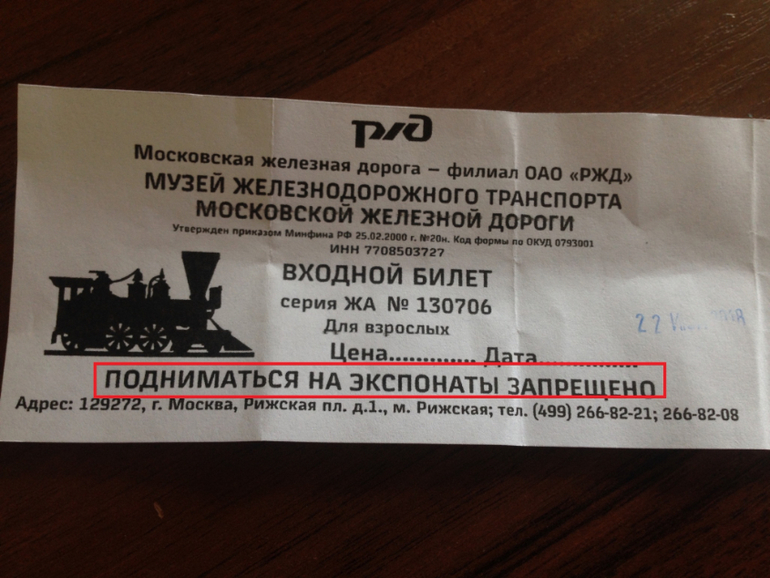 РЖД
Московская железная дорога – филиал ОАО «РЖД»
МУЗЕЙ ЖЕЛЕЗНОДОРОЖНОГО ТРАНСПОРТА
МОСКОВСКОЙ ЖЕЛЕЗНОЙ ДОРОГИ
Утвержден приказом Минфина РФ 25.02.2000 г. №20н. Код формы по ОКУД 0793001
ИНН 7708503727
ВХОДНОЙ БИЛЕТ
серия ЖА № 130706
Для взрослых
22
Цена............. Дата...............
ПОДНИМАТЬСЯ НА ЭКСПОНАТЫ ЗАПРЕЩЕНО
Адрес: 129272, г. Москва, Рижская пл. д.1., м. Рижская; тел. (499) 266-82-21; 266-82-08